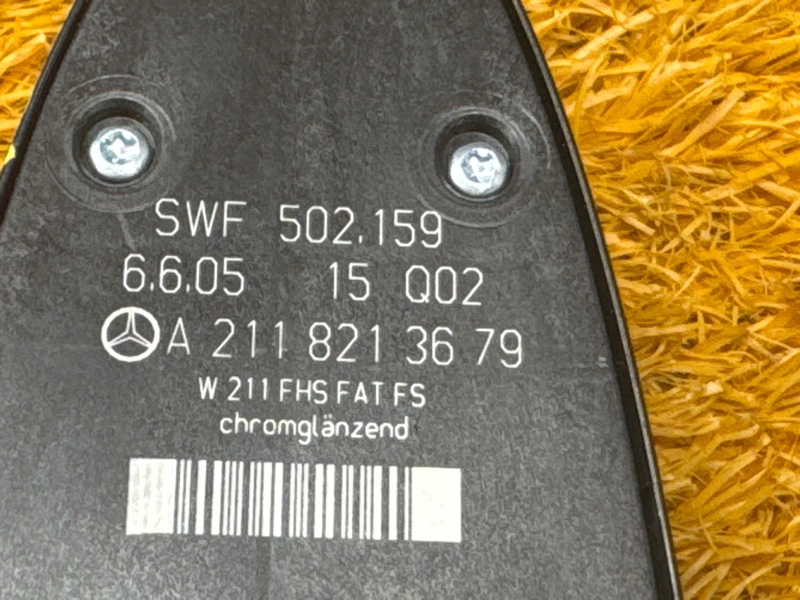 SWF 502.159
6.6.05 15 Q02
A 211 821 36 79
W 211 FHS FAT FS
chromglänzend